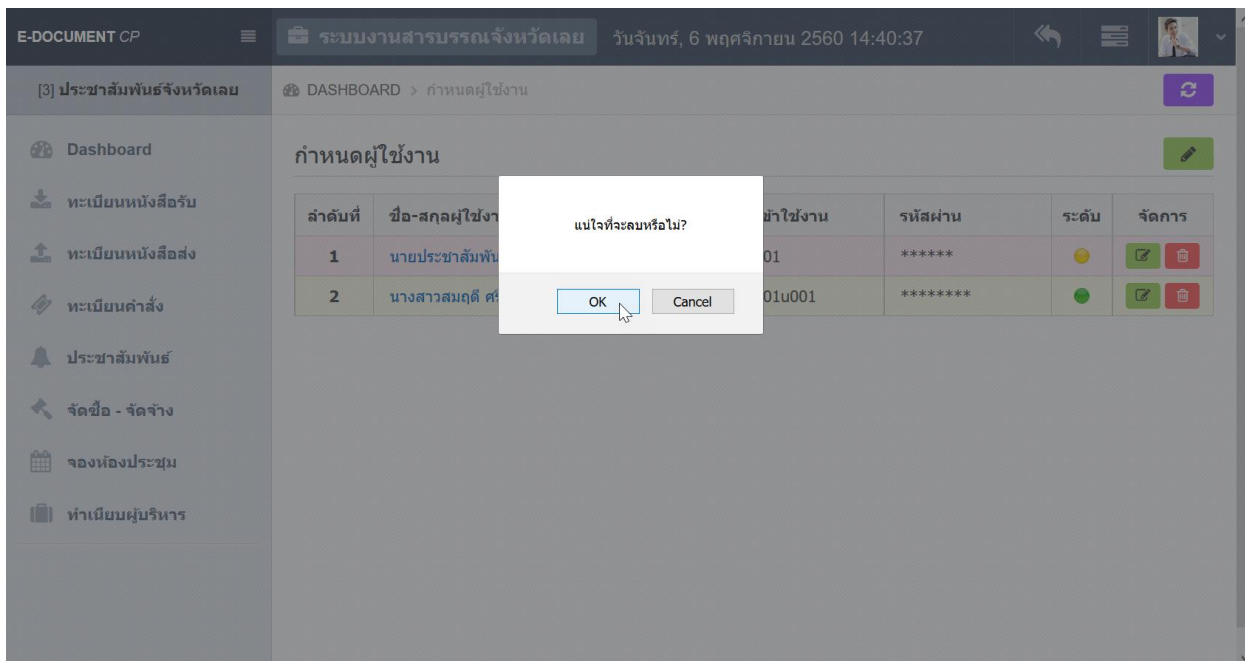 E-DOCUMENT CP
ระบบงานสารบรรณจังหวัดเลย วันจันทร์, 6 พฤศจิกายน 2560 14:40:37
[3] ประชาสัมพันธ์จังหวัดเลย
DASHBOARD > กำหนดผู้ใช้งาน
Dashboard
ทะเบียนหนังสือรับ
ทะเบียนหนังสือส่ง
ทะเบียนคำสั่ง
ประชาสัมพันธ์
จัดซื้อ - จัดจ้าง
จองห้องประชุม
ทำเนียบผู้บริหาร
กำหนดผู้ใช้งาน
ลำดับที่ ชื่อ-สกุลผู้ใช้งา ข้าใช้งาน รหัสผ่าน ระดับ จัดการ
1 นายประชาสัมพัน 01 ******
2 นางสาวสมฤดี ศรี 01u001 ********
แน่ใจที่จะลบหรือไม่?
OK Cancel